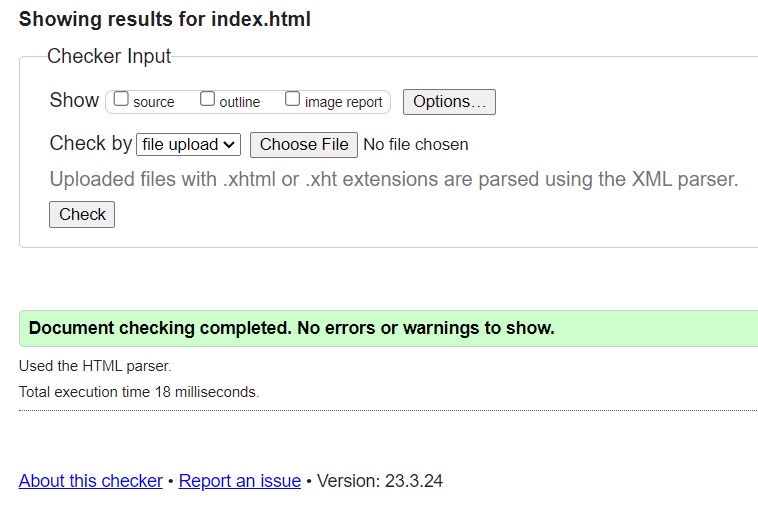 Showing results for index.html
Checker Input
Show source outline image report Options…
Check by file upload Choose File No file chosen
Uploaded files with .xhtml or .xht extensions are parsed using the XML parser.
Check
Document checking completed. No errors or warnings to show.
Used the HTML parser.
Total execution time 18 milliseconds.
About this checker • Report an issue • Version: 23.3.24